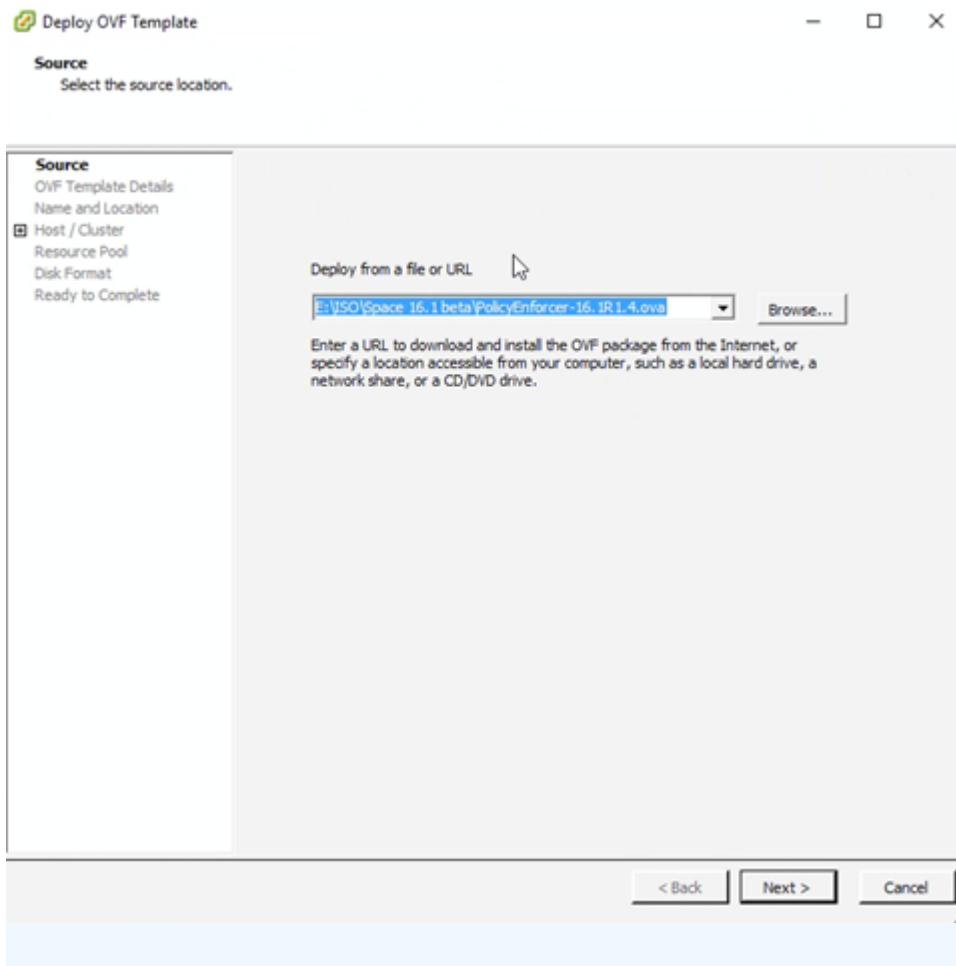 Deploy OVF Template
Source
Select the source location.
Source
OVF Template Details
Name and Location
Host / Cluster
Resource Pool
Disk Format
Ready to Complete
Deploy from a file or URL
E:\ISO\Space 16.1 beta\PolicyEnforcer-16.1R1.4.ova
Browse...
Enter a URL to download and install the OVF package from the Internet, or
specify a location accessible from your computer, such as a local hard drive, a
network share, or a CD/DVD drive.
< Back
Next >
Cancel